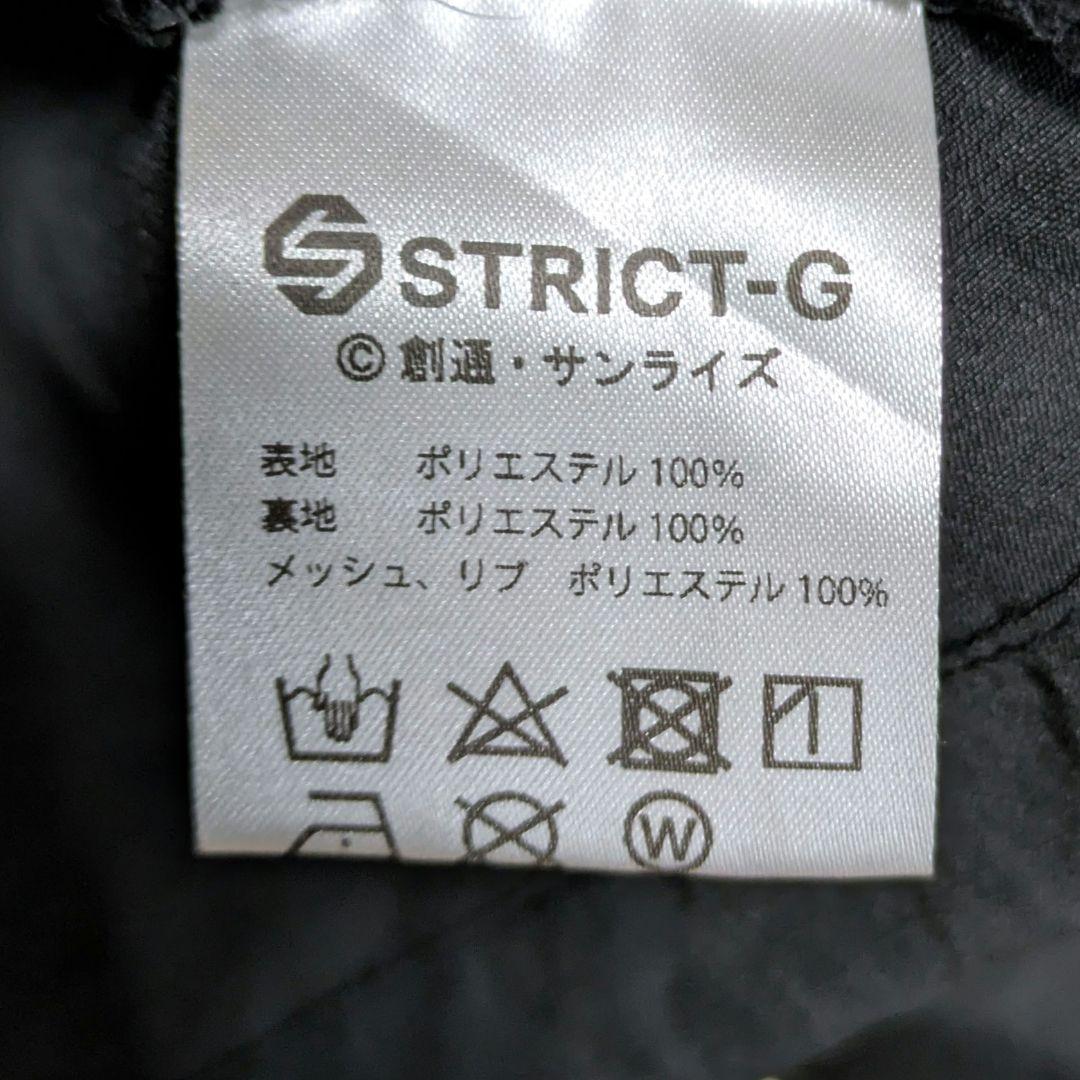 STRICT-G
©創通・サンライズ
表地 ポリエステル 100%
裏地 ポリエステル 100%
メッシュ、リブ ポリエステル 100%
W